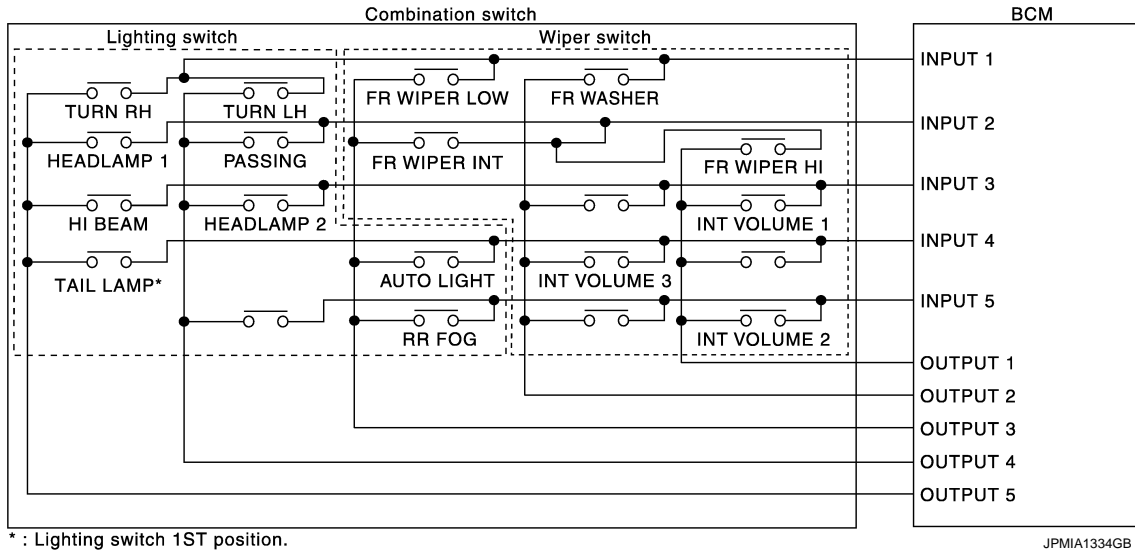 Combination switch
BCM
Lighting switch
Wiper switch
INPUT 1
TURN RH
TURN LH
FR WIPER LOW
FR WASHER
INPUT 2
HEADLAMP 1
PASSING
FR WIPER INT
FR WIPER HI
INPUT 3
HI BEAM
HEADLAMP 2
INT VOLUME 1
INPUT 4
TAIL LAMP*
AUTO LIGHT
INT VOLUME 3
INPUT 5
RR FOG
INT VOLUME 2
OUTPUT 1
OUTPUT 2
OUTPUT 3
OUTPUT 4
OUTPUT 5
* : Lighting switch 1ST position.
JPMIA1334GB